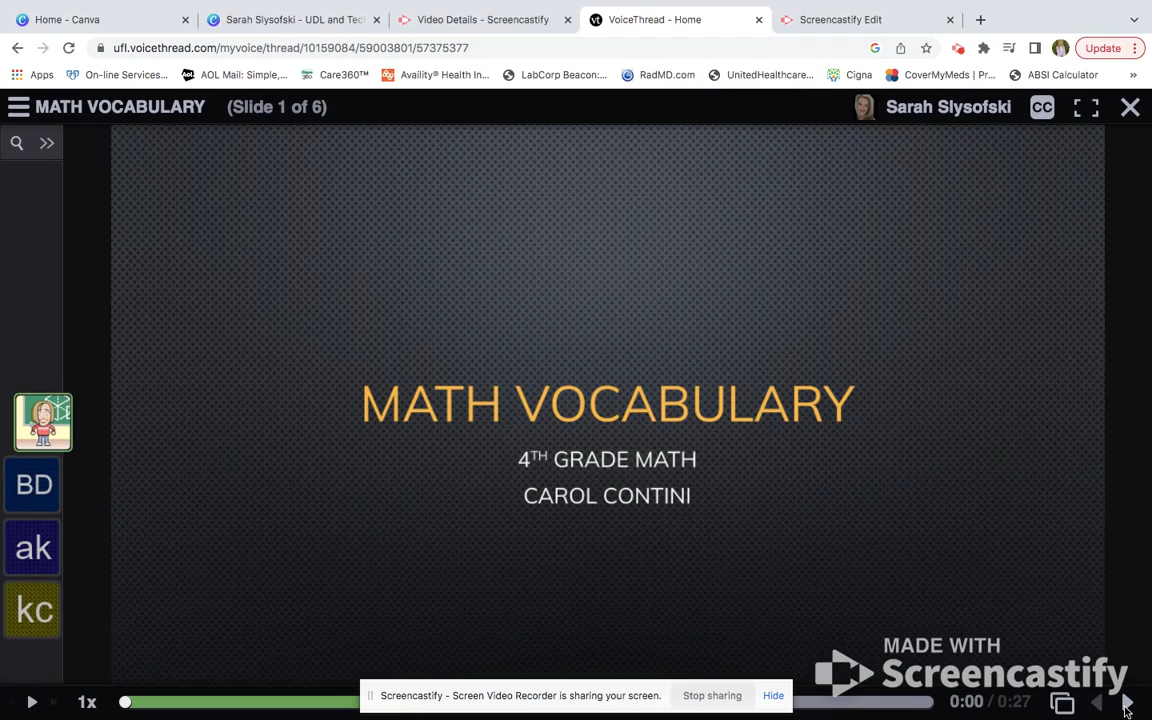 Home - Canva
Sarah Slysofski - UDL and Tec
Video Details - Screencastify
VoiceThread - Home
Screencastify Edit
ufl.voicethread.com/myvoice/thread/10159084/59003801/57375377
Update
Apps
On-line Services...
AOL Mail: Simple,...
Care360™
Availity® Health In...
LabCorp Beacon:...
RadMD.com
UnitedHealthcare...
Cigna
CoverMyMeds | Pr...
ABSI Calculator
MATH VOCABULARY (Slide 1 of 6)
Sarah Slysofski
CC
MATH VOCABULARY
4TH GRADE MATH
CAROL CONTINI
BD
ak
kc
MADE WITH
Screencastify
1x
Screencastify - Screen Video Recorder is sharing your screen.
Stop sharing
Hide
0:00 / 0:27